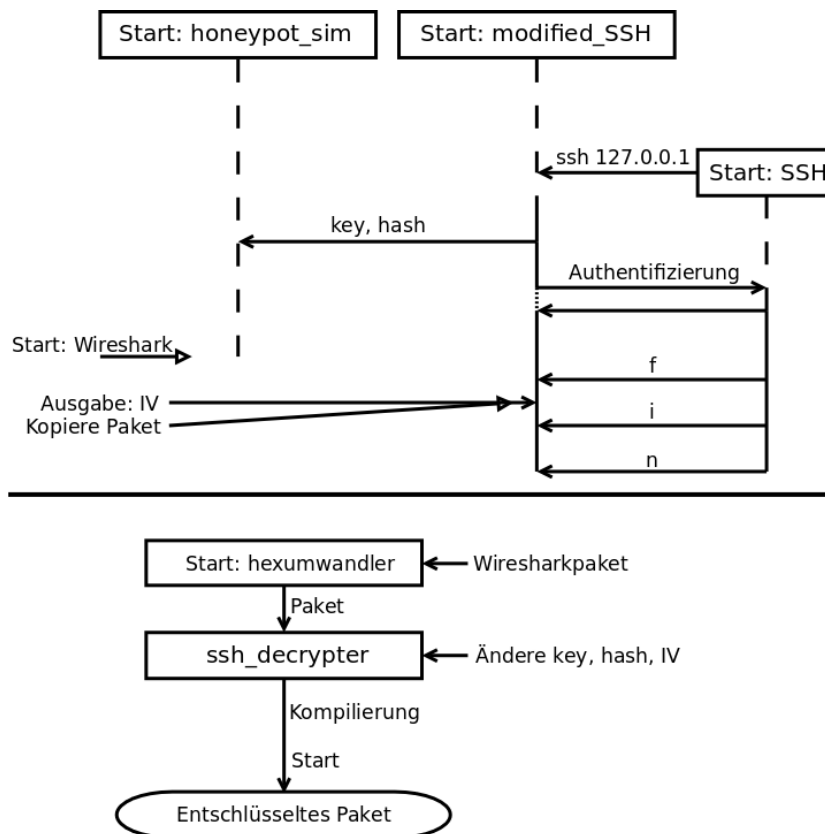 Start: honeypot_sim
Start: modified_SSH
ssh 127.0.0.1
Start: SSH
key, hash
Authentifizierung
Start: Wireshark
f
Ausgabe: IV
Kopiere Paket
i
n
Start: hexumwandler
Wiresharkpaket
Paket
ssh_decrypter
Ändere key, hash, IV
Kompilierung
Start
Entschlüsseltes Paket